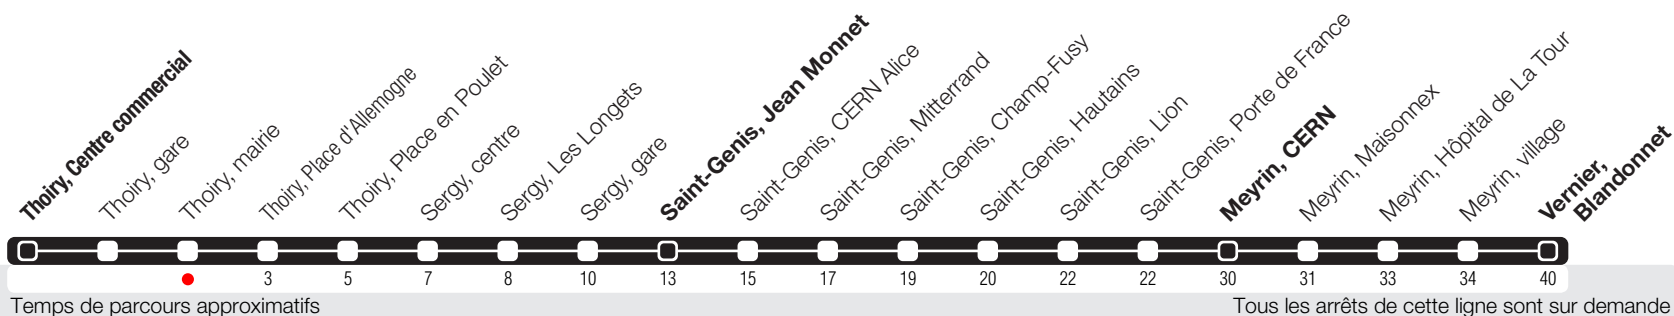 Thoiry, Centre commercial
Thoiry, gare
Thoiry, mairie
Thoiry, Place d'Allemogne
Thoiry, Place en Poulet
Sergy, centre
Sergy, Les Longets
Sergy, gare
Saint-Genis, Jean Monnet
Saint-Genis, CERN Alice
Saint-Genis, Mitterrand
Saint-Genis, Champ-Fusy
Saint-Genis, Hautains
Saint-Genis, Lion
Saint-Genis, Porte de France
Meyrin, CERN
Meyrin, Maisonnex
Meyrin, Hôpital de La Tour
Meyrin, village
Vernier,
Blandonnet
3 5 7 8 10 13 15 17 19 20 22 22 30 31 33 34 40
Temps de parcours approximatifs
Tous les arrêts de cette ligne sont sur demande